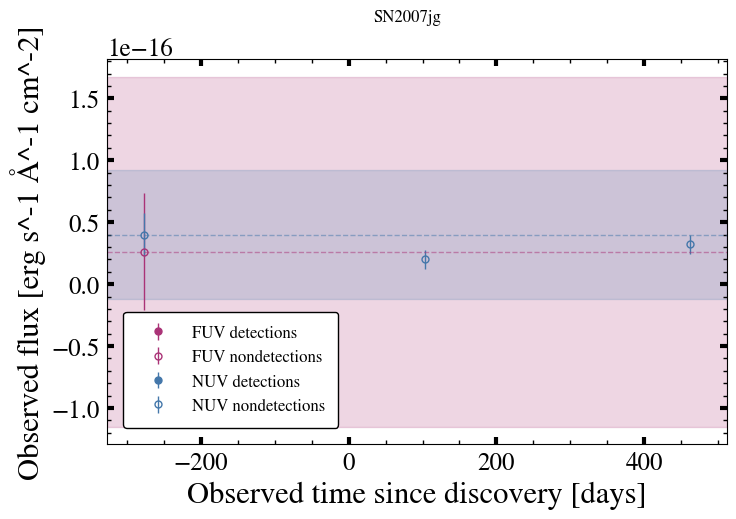 SN2007jg
1e−16
Observed flux [erg s^-1 Å^-1 cm^-2]
1.5
1.0
0.5
0.0
−0.5
−1.0
FUV detections
FUV nondetections
NUV detections
NUV nondetections
−200 0 200 400
Observed time since discovery [days]